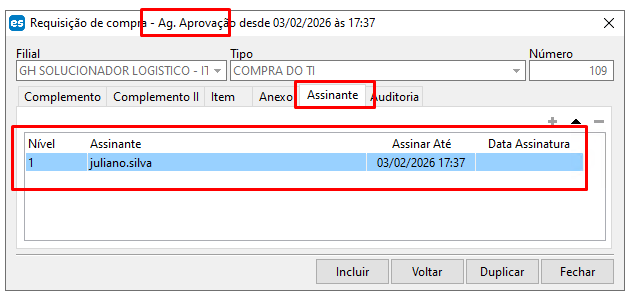 es Requisição de compra - Ag. Aprovação desde 03/02/2026 às 17:37
Filial Tipo Número
GH SOLUCIONADOR LOGISTICO - IT COMPRA DO TI 109
Complemento Complemento II Item Anexo Assinante Auditoria
Nível Assinante Assinar Até Data Assinatura
1 juliano.silva 03/02/2026 17:37
Incluir Voltar Duplicar Fechar